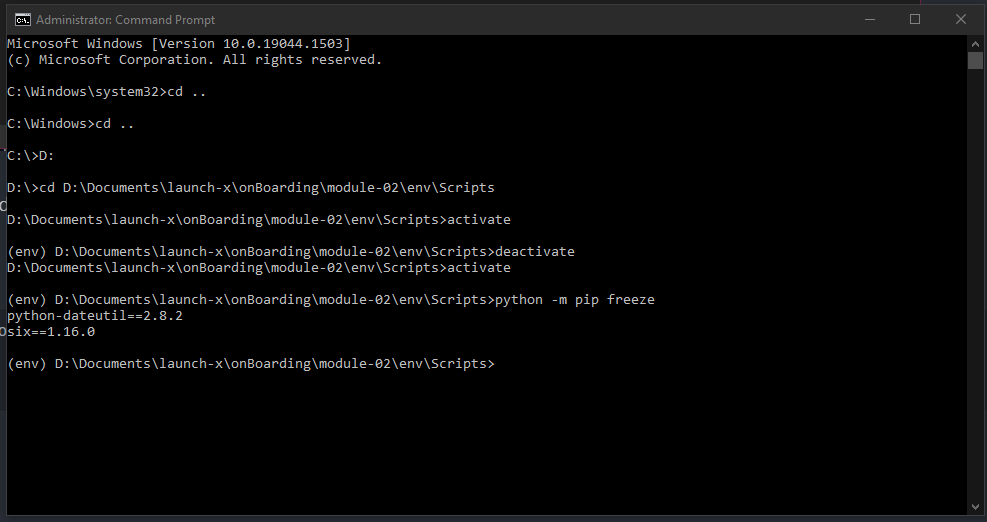 Administrator: Command Prompt
Microsoft Windows [Version 10.0.19044.1503]
(c) Microsoft Corporation. All rights reserved.
C:\Windows\system32>cd ..
C:\Windows>cd ..
C:\>D:
D:\>cd D:\Documents\launch-x\onBoarding\module-02\env\Scripts
D:\Documents\launch-x\onBoarding\module-02\env\Scripts>activate
(env) D:\Documents\launch-x\onBoarding\module-02\env\Scripts>deactivate
D:\Documents\launch-x\onBoarding\module-02\env\Scripts>activate
(env) D:\Documents\launch-x\onBoarding\module-02\env\Scripts>python -m pip freeze
python-dateutil==2.8.2
six==1.16.0
(env) D:\Documents\launch-x\onBoarding\module-02\env\Scripts>